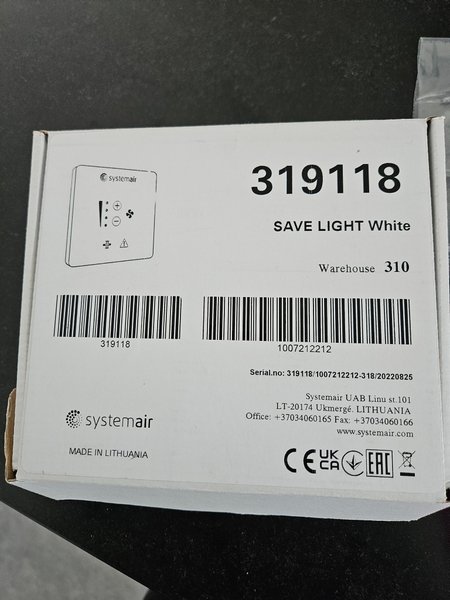 systemair
319118
SAVE LIGHT White
Warehouse 310
319118
1007212212
Serial.no: 319118/1007212212-318/20220825
systemair
MADE IN LITHUANIA
Systemair UAB Linu st.101
LT-20174 Ukmergé. LITHUANIA
Office: +37034060165 Fax: +37034060166
www.systemair.com
CE UK CA EAC